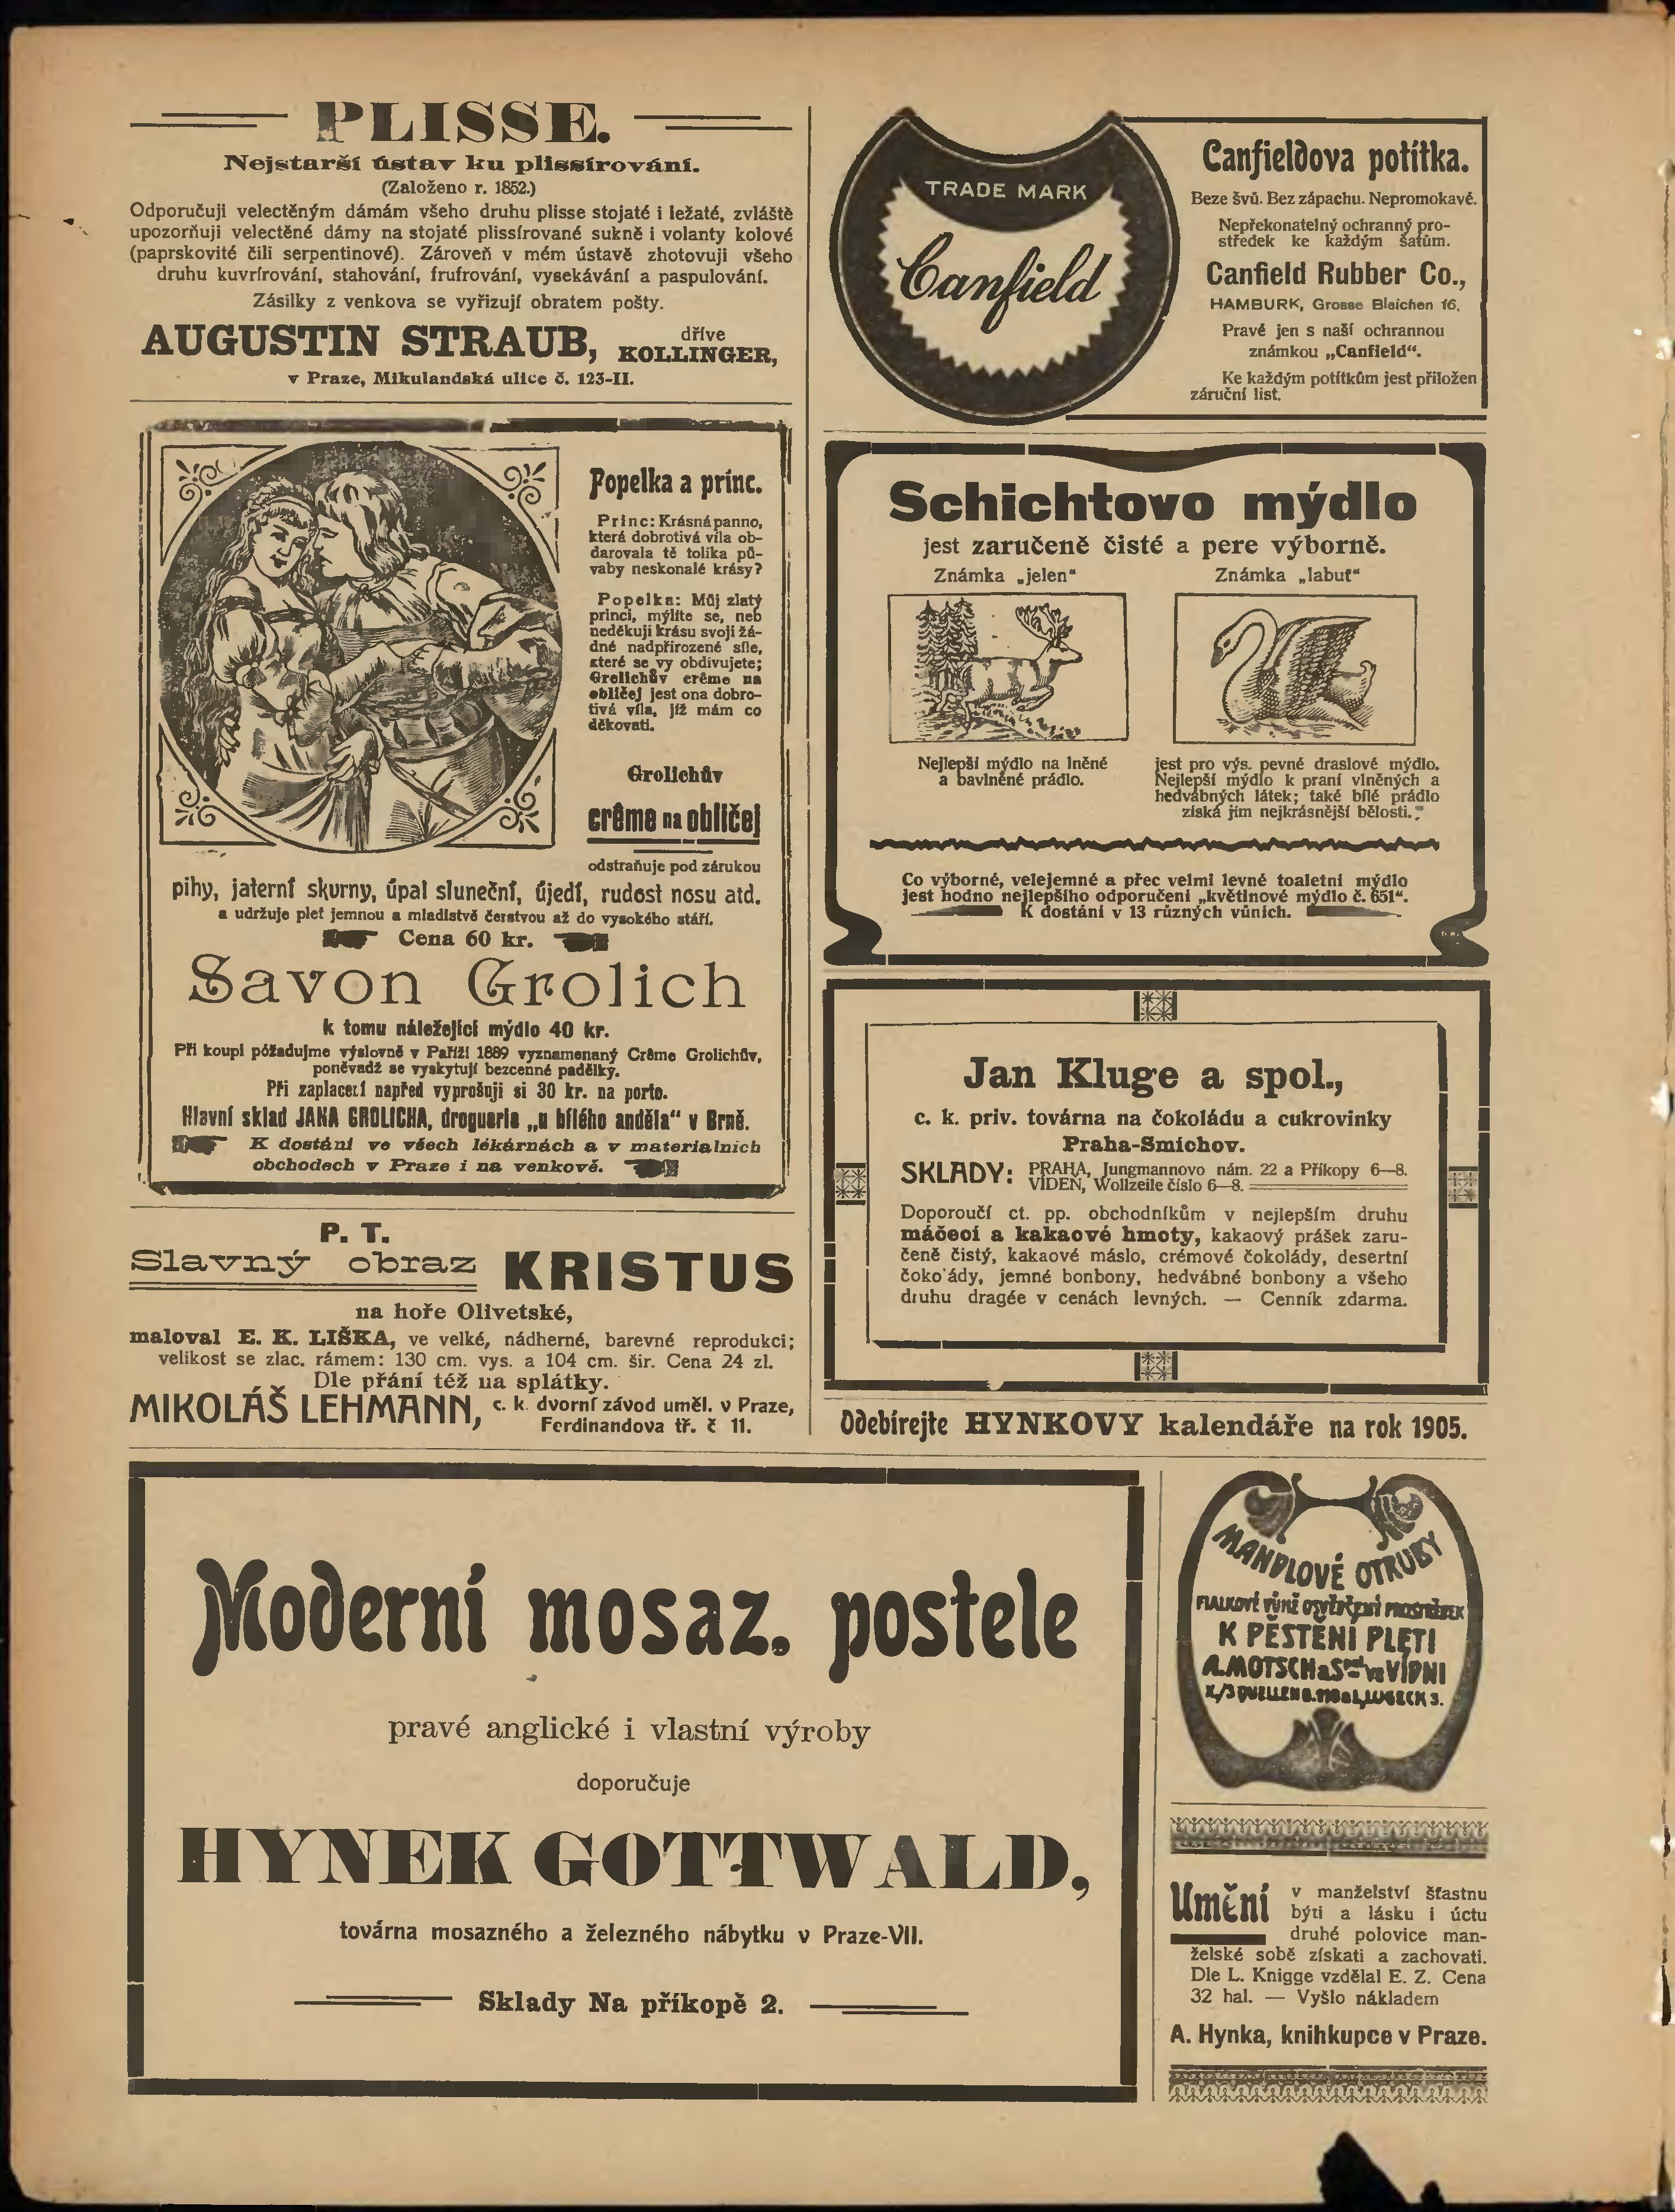 PLISSE.
Nejstarší ústav ku plissírování.
(Založeno r. 1852.)
Odporučuji velectěným dámám všeho druhu plisse stojaté i ležaté, zvláště
upozorňuji velectěné dámy na stojaté plissírované sukně i volanty kolové
(paprskovité čili serpentinové). Zároveň v mém ústavě zhotovuji všeho
druhu kuvrírování, stahování, frufrování, vysekávání a paspulování.
Zásilky z venkova se vyřizují obratem pošty.
AUGUSTIN STRAUB, dříve KOLLINGER,
v Praze, Mikulandská ulice č. 123-II.
Popelka a princ.
Princ: Krásná panno,
která dobrotivá víla ob-
darovala tě tolika pů-
vaby neskonalé krásy?
Popelka: Můj zlatý
princi, mýlíte se, neb
neděkuji krásu svoji žá-
dné nadpřirozené síle,
které se vy obdivujete;
Grolichův crême na
obličej jest ona dobro-
tivá víla, jíž mám co
děkovati.
Grolichův
crême na obličej
odstraňuje pod zárukou
pihy, jaterní skvrny, úpal sluneční, újedí, rudost nosu atd.
a udržuje pleť jemnou a mladistvě čerstvou až do vysokého stáří.
Cena 60 kr.
Savon Grolich
k tomu náležející mýdlo 40 kr.
Při koupi póžadujme výslovně v Paříži 1889 vyznamenaný Crême Grolichův,
poněvadž se vyskytují bezcenné padělky.
Při zaplacení napřed vyprošuji si 30 kr. na porto.
Hlavní sklad JANA GROLICHA, droguerie „u bílého anděla“ v Brně.
K dostání ve všech lékárnách a v materialních
obchodech v Praze i na venkově.
P. T.
Slavný obraz KRISTUS
na hoře Olivetské,
maloval E. K. LIŠKA, ve velké, nádherné, barevné reprodukci;
velikost se zlac. rámem: 130 cm. vys. a 104 cm. šir. Cena 24 zl.
Dle přání též na splátky.
MIKOLÁŠ LEHMANN, c. k. dvorní závod uměl. v Praze,
Ferdinandova tř. č 11.
TRADE MARK
Canfield
Canfieldova potítka.
Beze švů. Bez zápachu. Nepromokavé.
Nepřekonatelný ochranný pro-
středek ke každým šatům.
Canfield Rubber Co.,
HAMBURK, Grosse Bleichen 16.
Pravé jen s naší ochrannou
známkou „Canfield“.
Ke každým potítkům jest přiložen
záruční list.
Schichtovo mýdlo
jest zaručeně čisté a pere výborně.
Známka „jelen“
Známka „labuť“
Nejlepší mýdlo na lněné
a bavlněné prádlo.
jest pro výs. pevné draslové mýdlo.
Nejlepší mýdlo k praní vlněných a
hedvábných látek; také bílé prádlo
získá jím nejkrásnější bělosti.
Co výborné, velejemné a přec velmi levné toaletní mýdlo
jest hodno nejlepšího odporučení „květinové mýdlo č. 651“.
K dostání v 13 různých vůních.
Jan Kluge a spol.,
c. k. priv. továrna na čokoládu a cukrovinky
Praha-Smíchov.
SKLADY: PRAHA, Jungmannovo nám. 22 a Příkopy 6—8.
VÍDEŇ, Wollzeile číslo 6—8.
Doporoučí ct. pp. obchodníkům v nejlepším druhu
máčecí a kakaové hmoty, kakaový prášek zaru-
čeně čistý, kakaové máslo, crémové čokolády, desertní
čoko'ády, jemné bonbony, hedvábné bonbony a všeho
druhu dragée v cenách levných. — Cenník zdarma.
Odebírejte HYNKOVY kalendáře na rok 1905.
Moderní mosaz. postele
pravé anglické i vlastní výroby
doporučuje
HYNEK GOTTWALD,
továrna mosazného a železného nábytku v Praze-VII.
Sklady Na příkopě 2.
MANDLOVÉ OTRUBY
FIALKOVÉ VŮNĚ
K PĚSTĚNÍ PLETI
A. MOTSCH a Spol ve VÍDNI
Umění v manželství šťastnu
býti a lásku i úctu
druhé polovice man-
želské sobě získati a zachovati.
Dle L. Knigge vzdělal E. Z. Cena
32 hal. — Vyšlo nákladem
A. Hynka, knihkupce v Praze.